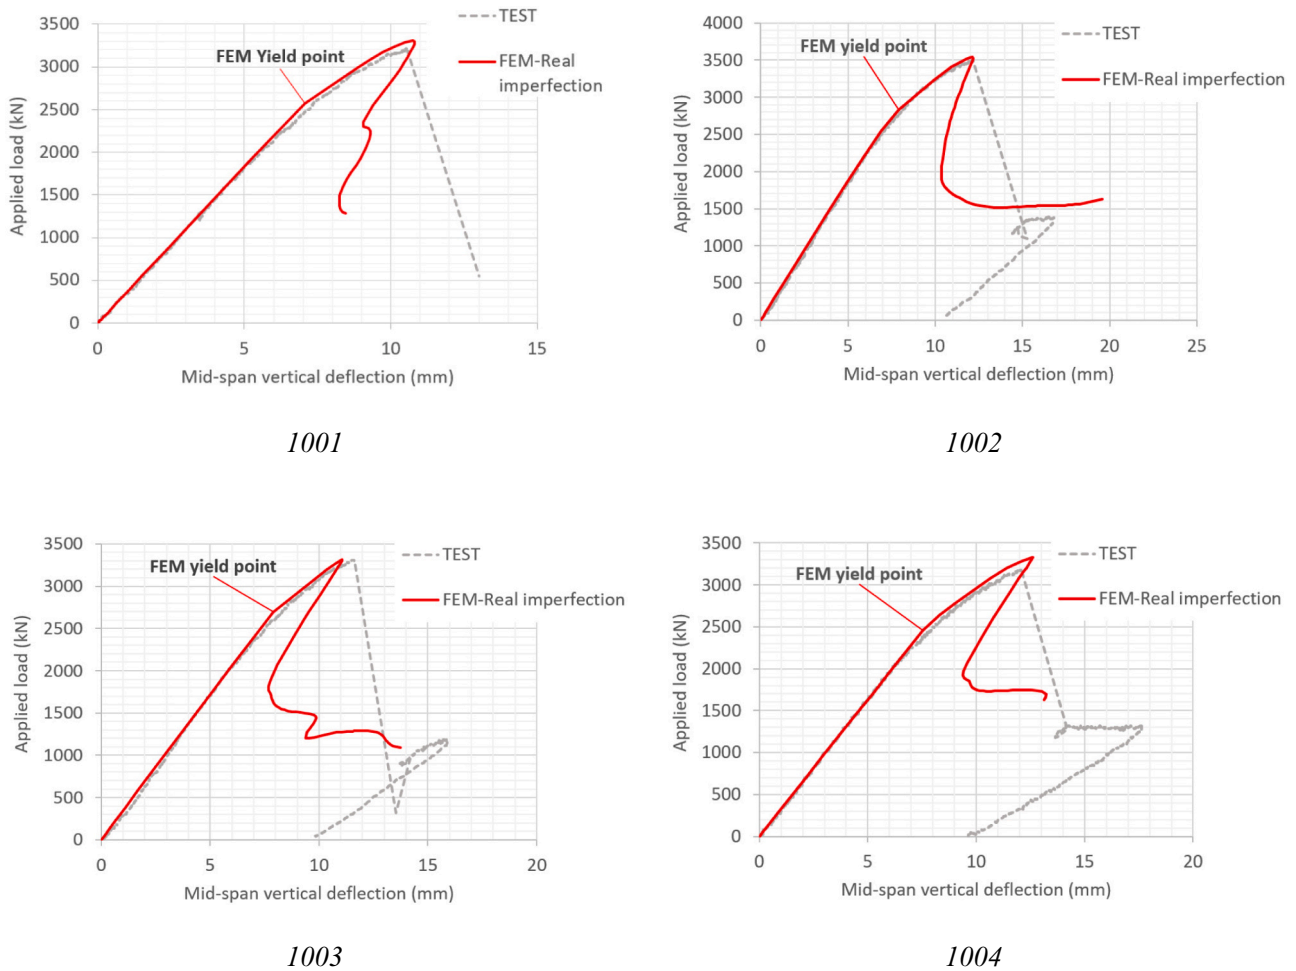 3500
3000
2500
2000
1500
1000
500
0
Applied load (kN)
FEM Yield point
TEST
FEM-Real
imperfection
0 5 10 15
Mid-span vertical deflection (mm)
1001
4000
3500
3000
2500
2000
1500
1000
500
0
Applied load (kN)
FEM yield point
TEST
FEM-Real imperfection
0 5 10 15 20 25
Mid-span vertical deflection (mm)
1002
3500
3000
2500
2000
1500
1000
500
0
Applied load (kN)
FEM yield point
TEST
FEM-Real imperfection
0 5 10 15 20
Mid-span vertical deflection (mm)
1003
3500
3000
2500
2000
1500
1000
500
0
Applied load (kN)
FEM yield point
TEST
FEM-Real imperfection
0 5 10 15 20
Mid-span vertical deflection (mm)
1004